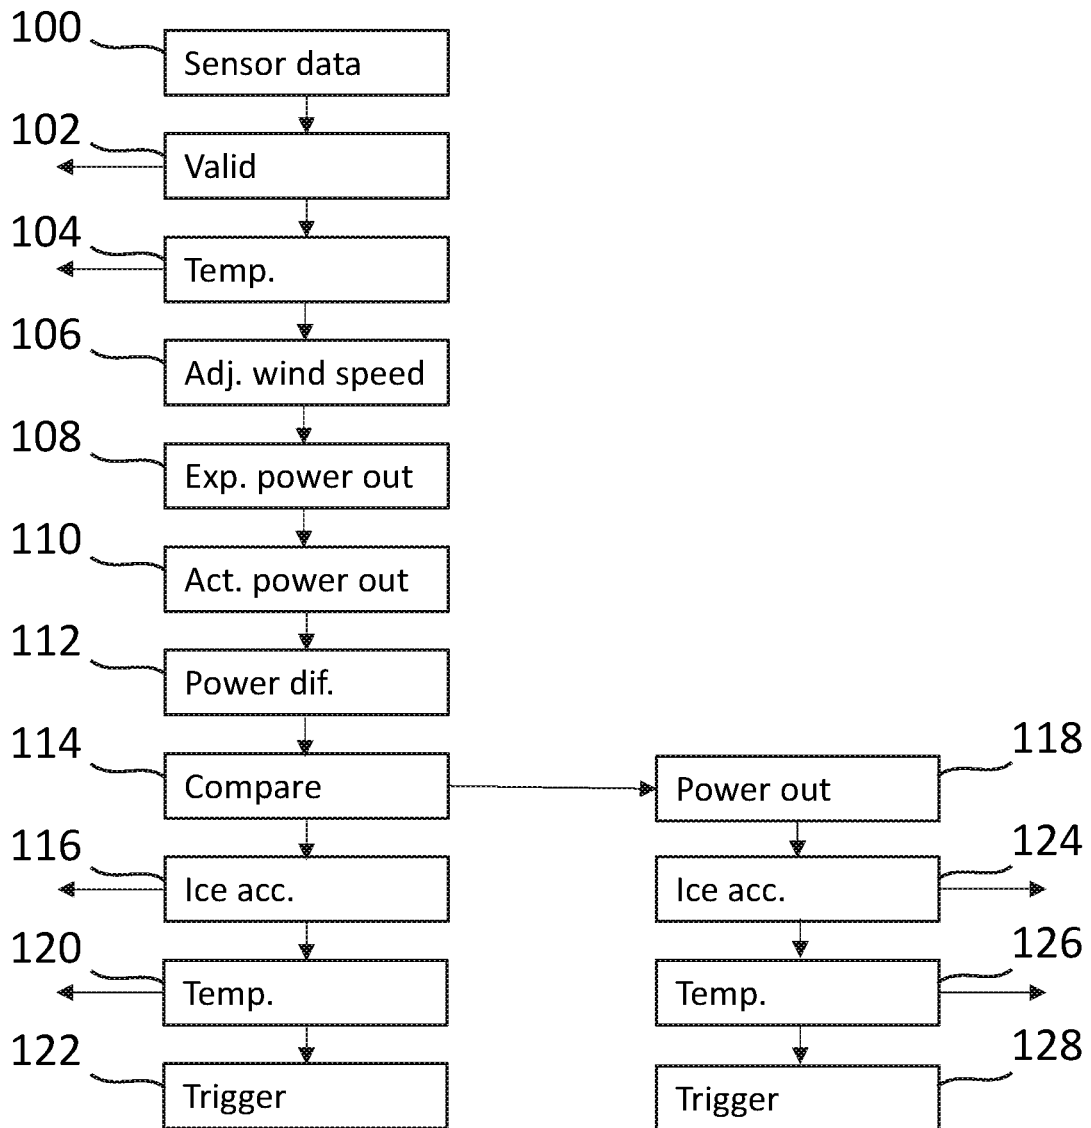 100
Sensor data
102
Valid
104
Temp.
106
Adj. wind speed
108
Exp. power out
110
Act. power out
112
Power dif.
114
Compare
118
Power out
116
Ice acc.
124
Ice acc.
120
Temp.
126
Temp.
122
Trigger
128
Trigger